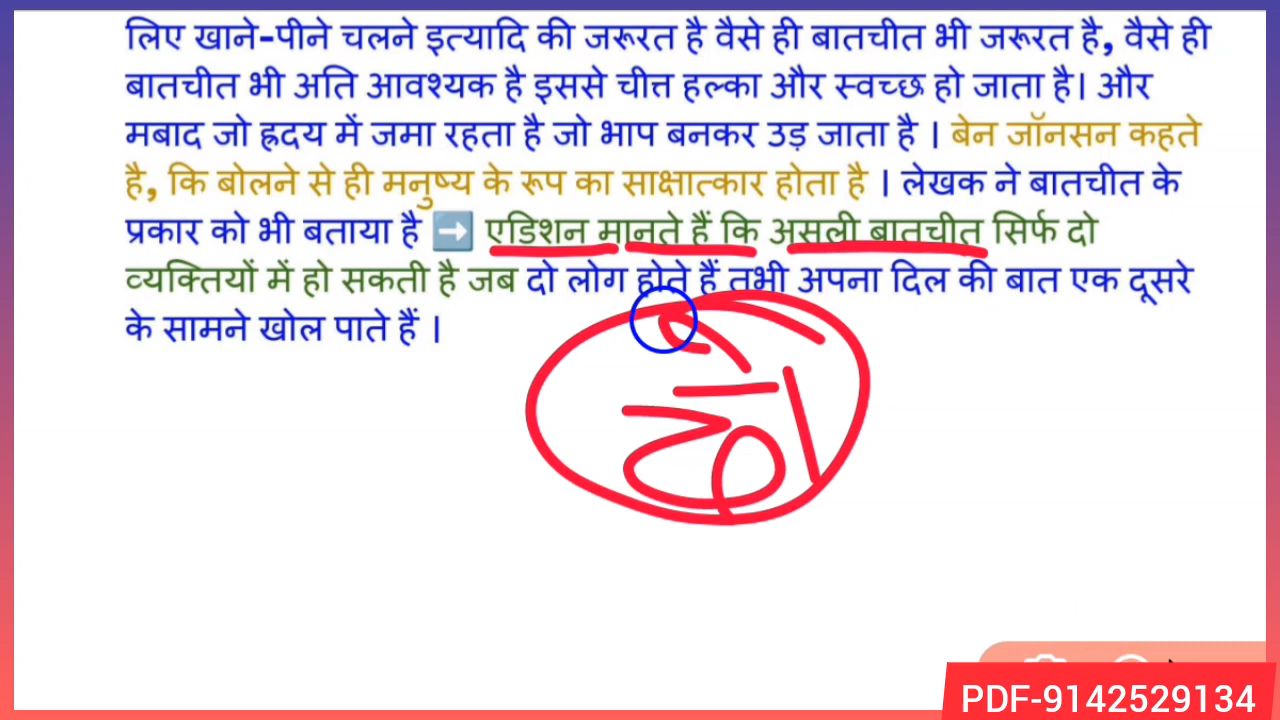 लिए खाने-पीने चलने इत्यादि की जरूरत है वैसे ही बातचीत भी जरूरत है, वैसे ही
बातचीत भी अति आवश्यक है इससे चीत्त हल्का और स्वच्छ हो जाता है। और
मबाद जो ह्रदय में जमा रहता है जो भाप बनकर उड़ जाता है । बेन जॉनसन कहते
है, कि बोलने से ही मनुष्य के रूप का साक्षात्कार होता है । लेखक ने बातचीत के
प्रकार को भी बताया है ➡️ एडिशन मानते हैं कि असली बातचीत सिर्फ दो
व्यक्तियों में हो सकती है जब दो लोग होते हैं तभी अपना दिल की बात एक दूसरे
के सामने खोल पाते हैं ।
दो
PDF-9142529134